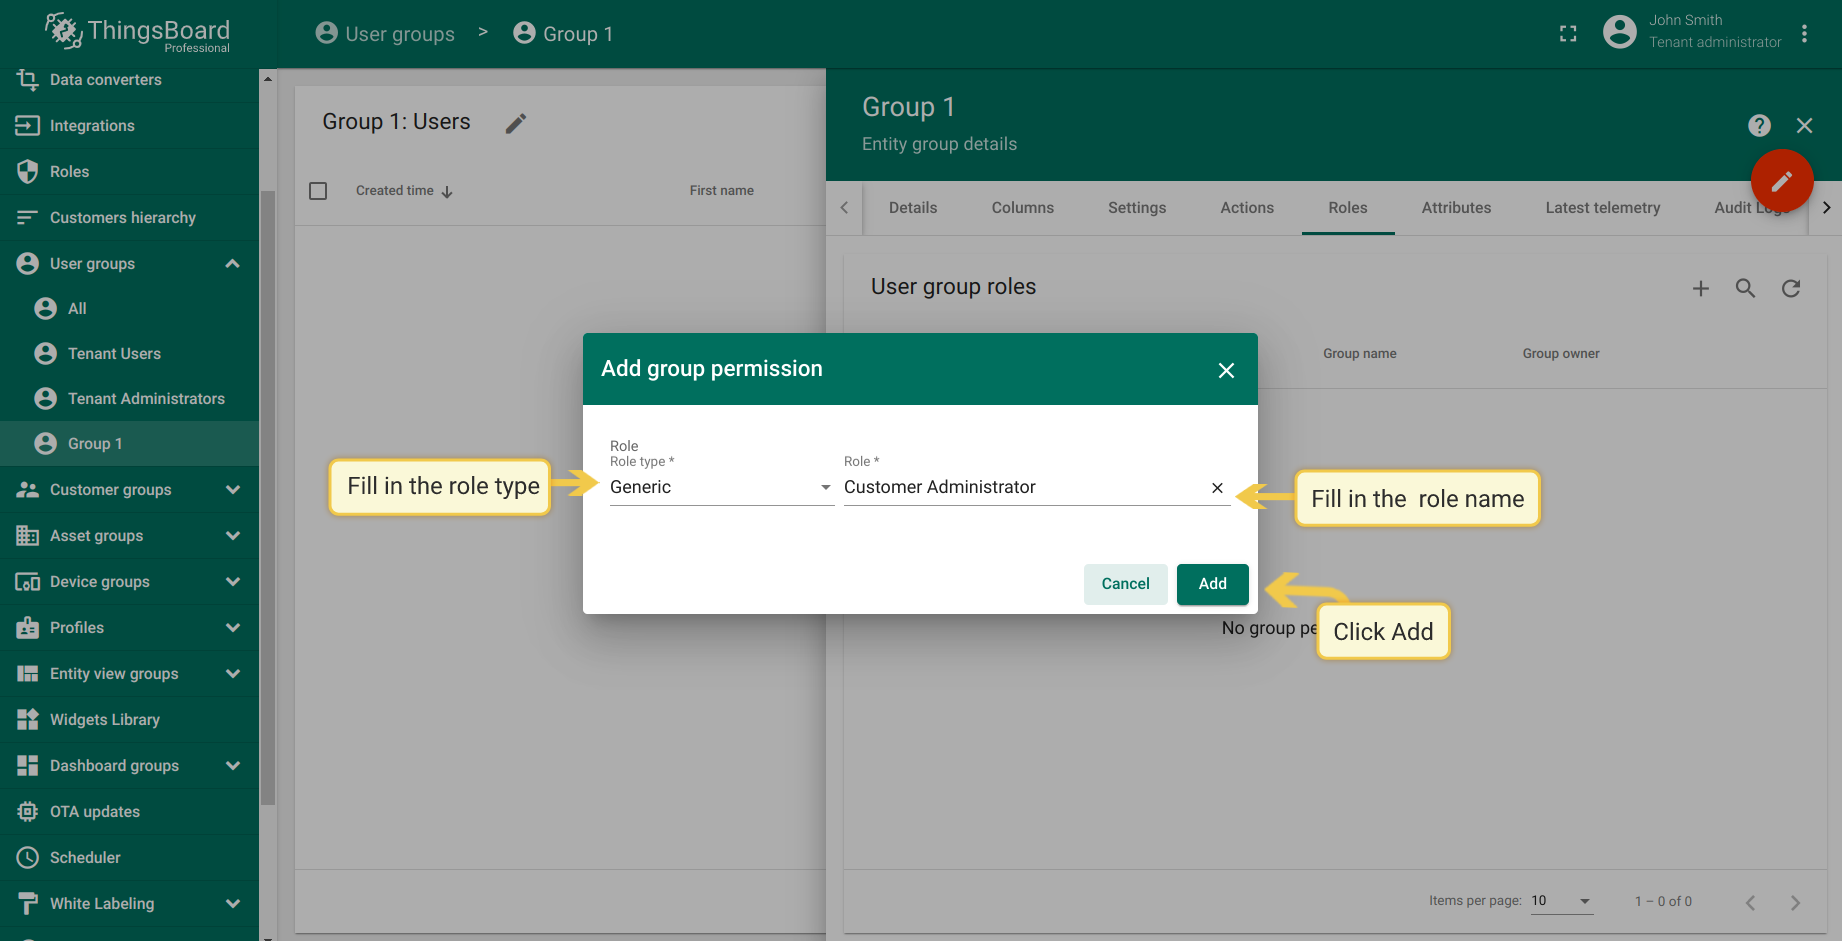 ThingsBoard
Professional
User groups > Group 1
John Smith
Tenant administrator
Data converters
Integrations
Roles
Customers hierarchy
User groups
All
Tenant Users
Tenant Administrators
Group 1
Customer groups
Asset groups
Device groups
Profiles
Entity view groups
Widgets Library
Dashboard groups
OTA updates
Scheduler
White Labeling
Group 1: Users
Created time
First name
Group 1
Entity group details
Details Columns Settings Actions Roles Attributes Latest telemetry Audit Logs
User group roles
Group name Group owner
Add group permission
Role
Role type * Role *
Generic Customer Administrator
Cancel Add
Fill in the role type
Fill in the role name
Click Add
No group pe
Items per page: 10 1 – 0 of 0